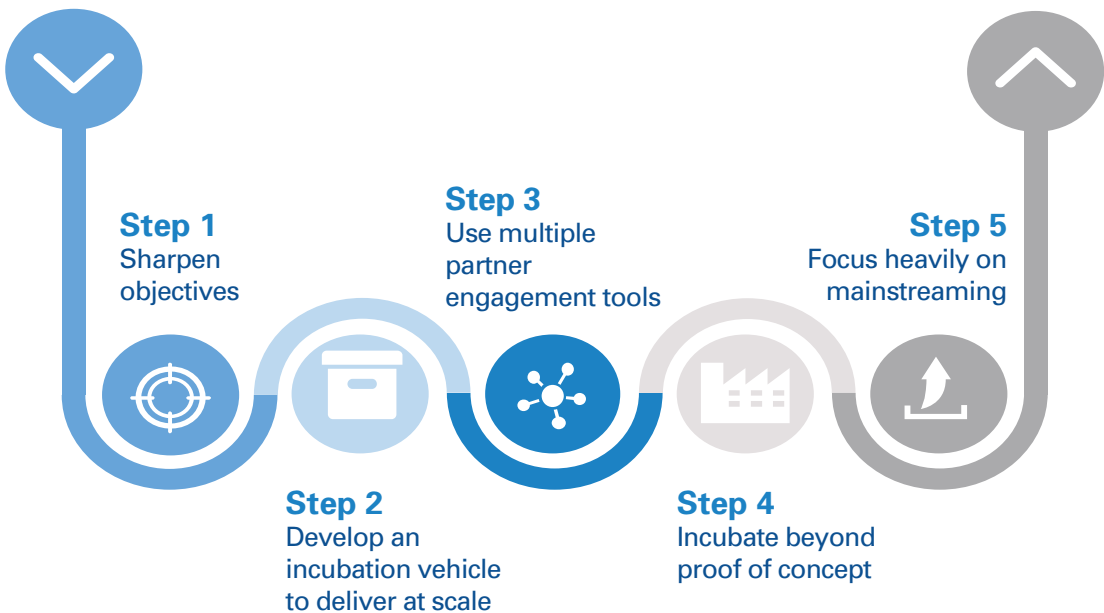 Step 1
Sharpen
objectives
Step 2
Develop an
incubation vehicle
to deliver at scale
Step 3
Use multiple
partner
engagement tools
Step 4
Incubate beyond
proof of concept
Step 5
Focus heavily on
mainstreaming